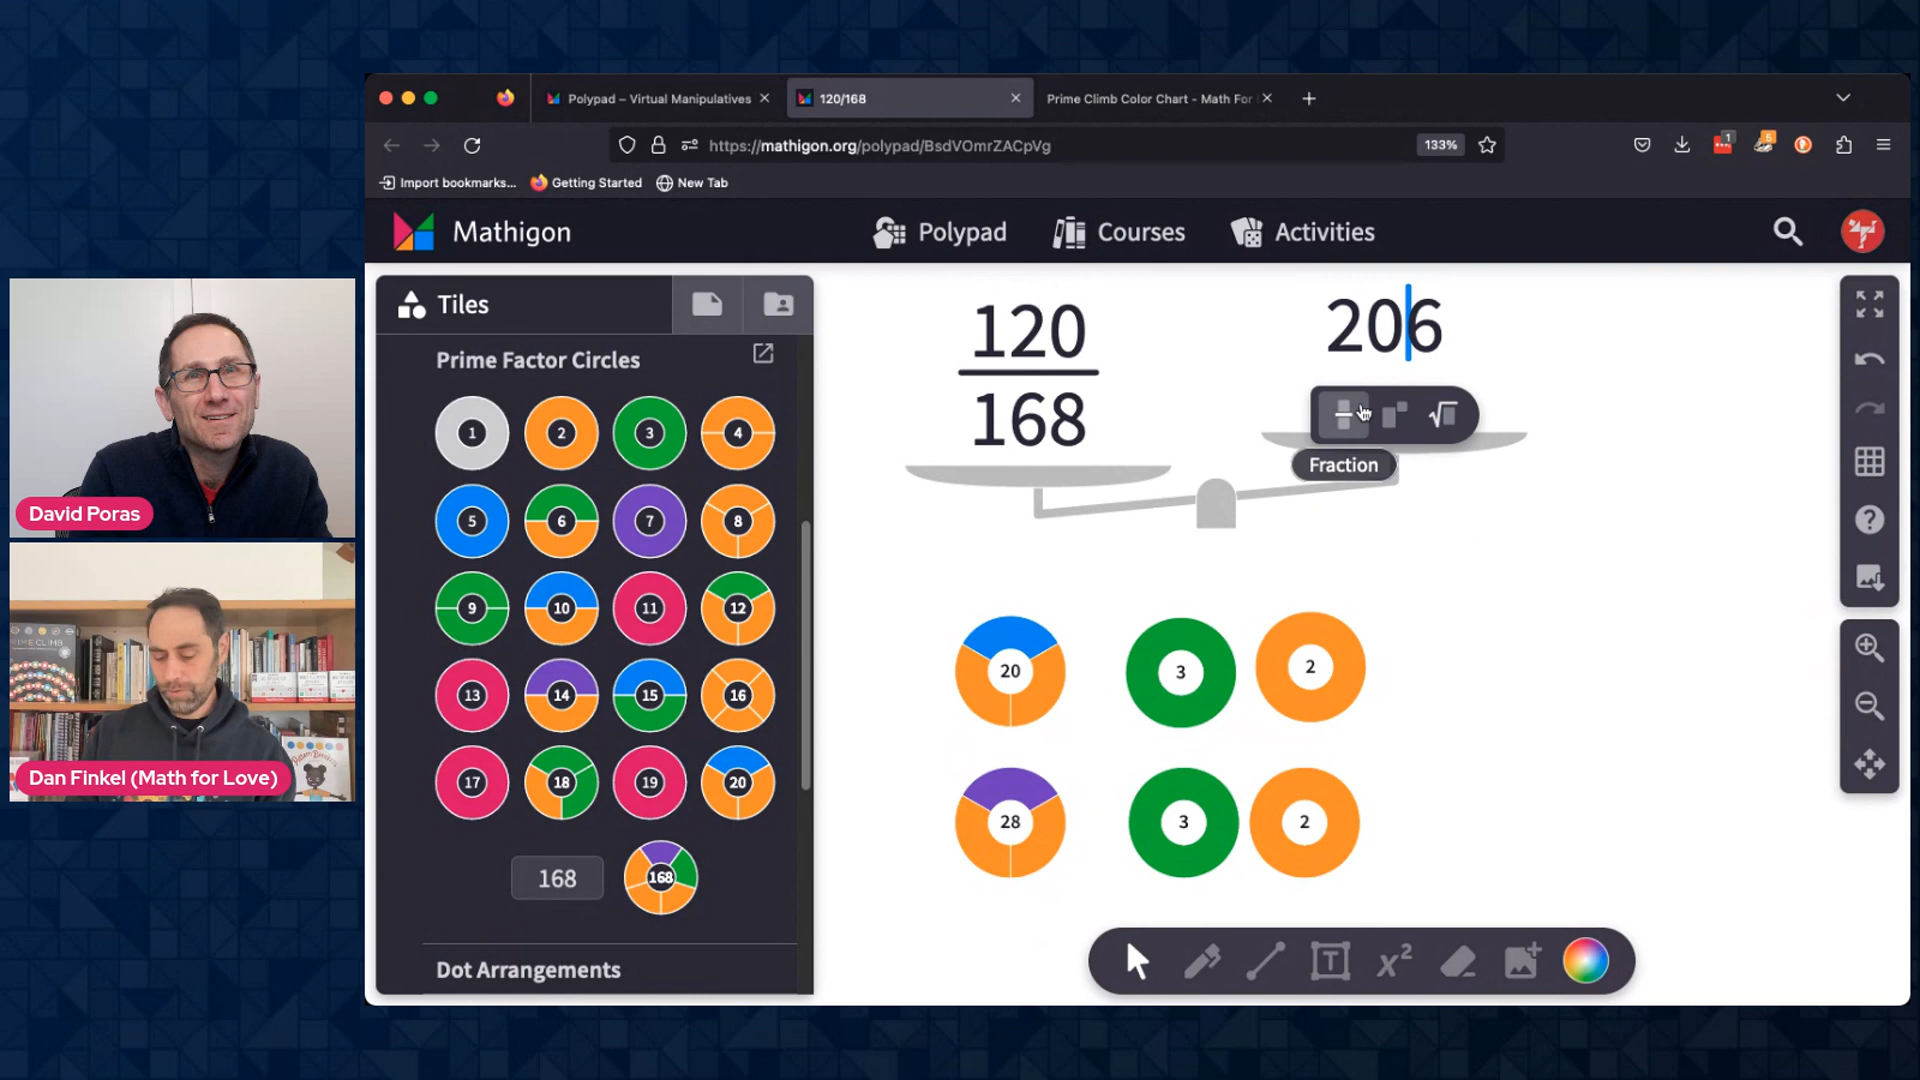 Polypad – Virtual Manipulatives
120/168
Prime Climb Color Chart - Math For
https://mathigon.org/polypad/BsdVOmrZACpVg
133%
1
5
Import bookmarks...
Getting Started
New Tab
Mathigon
Polypad
Courses
Activities
Tiles
Prime Factor Circles
1 2 3 4
5 6 7 8
9 10 11 12
13 14 15 16
17 18 19 20
168 168
Dot Arrangements
120
168
206
Fraction
20 3 2
28 3 2
T x²
David Poras
Dan Finkel (Math for Love)